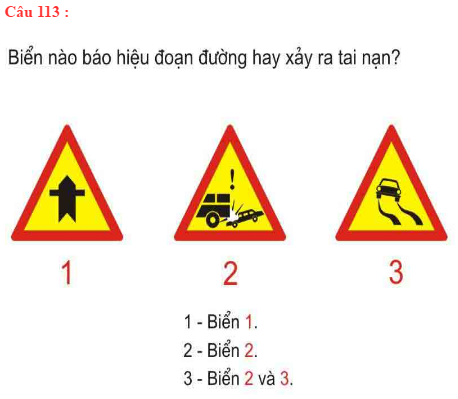 Câu 113 :
Biển nào báo hiệu đoạn đường hay xảy ra tai nạn?
1 2 3
1 - Biển 1.
2 - Biển 2.
3 - Biển 2 và 3.